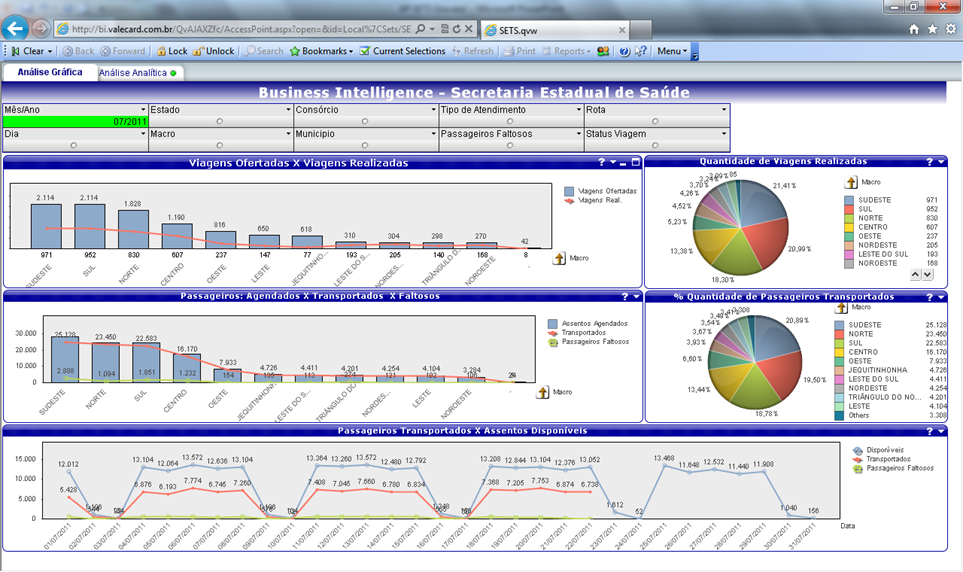 http://bi.valecard.com.br/QvAJAXZfc/AccessPoint.aspx?open=&id=Local%7CSets/SE
SETS.qvw
Clear Back Forward Lock Unlock Search Bookmarks Current Selections Refresh Print Reports Menu
Análise Gráfica Análise Analítica
Business Intelligence - Secretaria Estadual de Saúde
Mês/Ano Estado Consórcio Tipo de Atendimento Rota
07/2011
Dia Macro Municipio Passageiros Faltosos Status Viagem
Viagens Ofertadas X Viagens Realizadas
Viagens Ofertadas
Viagens Real.
2.114 2.114 1.828 1.190 816 650 618 310 304 298 270 42
971 952 830 607 237 147 77 193 205 140 168 8
SUDESTE SUL NORTE CENTRO OESTE LESTE JEQUITINHO... LESTE DO S... NORDES... TRIÂNGULO D... NOROESTE
Macro
Quantidade de Viagens Realizadas
21,41% 20,99% 18,30% 13,38% 5,23% 4,52% 4,26% 3,70% 3,24% 85
Macro
SUDESTE 971
SUL 952
NORTE 830
CENTRO 607
OESTE 237
NORDESTE 205
LESTE DO SUL 193
NOROESTE 168
Passageiros: Agendados X Transportados X Faltosos
Assentos Agendados
Transportados
Passageiros Faltosos
30.000
20.000
10.000
0
25.128 23.450 22.583 16.170 7.933 4.726 4.411 4.201 4.254 4.104 3.284
2.888 1.094 1.851 1.232 154
SUDESTE NORTE SUL CENTRO OESTE JEQUITINHONHA LESTE DO S... TRIÂNGULO D... NORDES... LESTE NOROESTE
Macro
% Quantidade de Passageiros Transportados
20,89% 19,50% 18,78% 13,44% 6,60% 3,93% 3,67% 3,54% 3.308
Macro
SUDESTE 25.128
NORTE 23.450
SUL 22.583
CENTRO 16.170
OESTE 7.933
JEQUITINHONHA 4.726
LESTE DO SUL 4.411
NORDESTE 4.254
TRIÂNGULO DO NO... 4.201
LESTE 4.104
Others 3.308
Passageiros Transportados X Assentos Disponíveis
Disponíveis
Transportados
Passageiros Faltosos
15.000
10.000
5.000
0
12.012 13.104 12.064 13.572 12.636 13.104 13.364 13.260 13.572 12.480 12.792 13.208 12.844 13.104 12.376 13.052 1.612 52 13.468 11.648 12.532 11.440 11.908 1.040 156
5.428 6.876 6.193 7.774 6.745 7.260 7.408 7.045 7.660 6.780 6.834 7.368 7.205 7.753 6.874 6.738
01/07/2011 02/07/2011 03/07/2011 04/07/2011 05/07/2011 06/07/2011 07/07/2011 08/07/2011 09/07/2011 10/07/2011 11/07/2011 12/07/2011 13/07/2011 14/07/2011 15/07/2011 16/07/2011 17/07/2011 18/07/2011 19/07/2011 20/07/2011 21/07/2011 22/07/2011 23/07/2011 24/07/2011 25/07/2011 26/07/2011 27/07/2011 28/07/2011 29/07/2011 30/07/2011 31/07/2011
Data